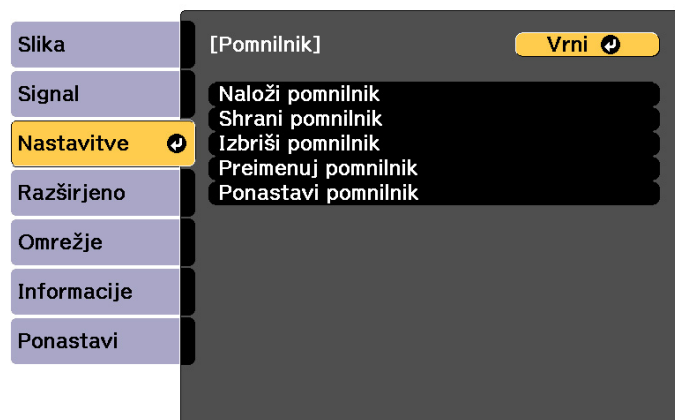 Slika
Signal
Nastavitve
Razširjeno
Omrežje
Informacije
Ponastavi
[Pomnilnik]
Vrni
Naloži pomnilnik
Shrani pomnilnik
Izbriši pomnilnik
Preimenuj pomnilnik
Ponastavi pomnilnik